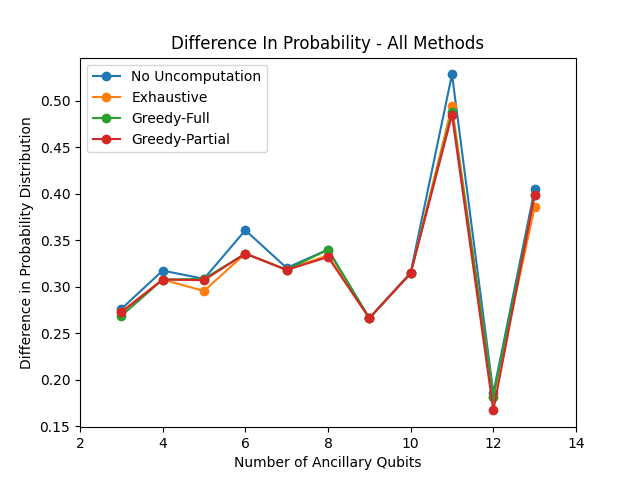 Difference In Probability - All Methods
No Uncomputation
Exhaustive
Greedy-Full
Greedy-Partial
Difference in Probability Distribution
0.50
0.45
0.40
0.35
0.30
0.25
0.20
0.15
2 4 6 8 10 12 14
Number of Ancillary Qubits